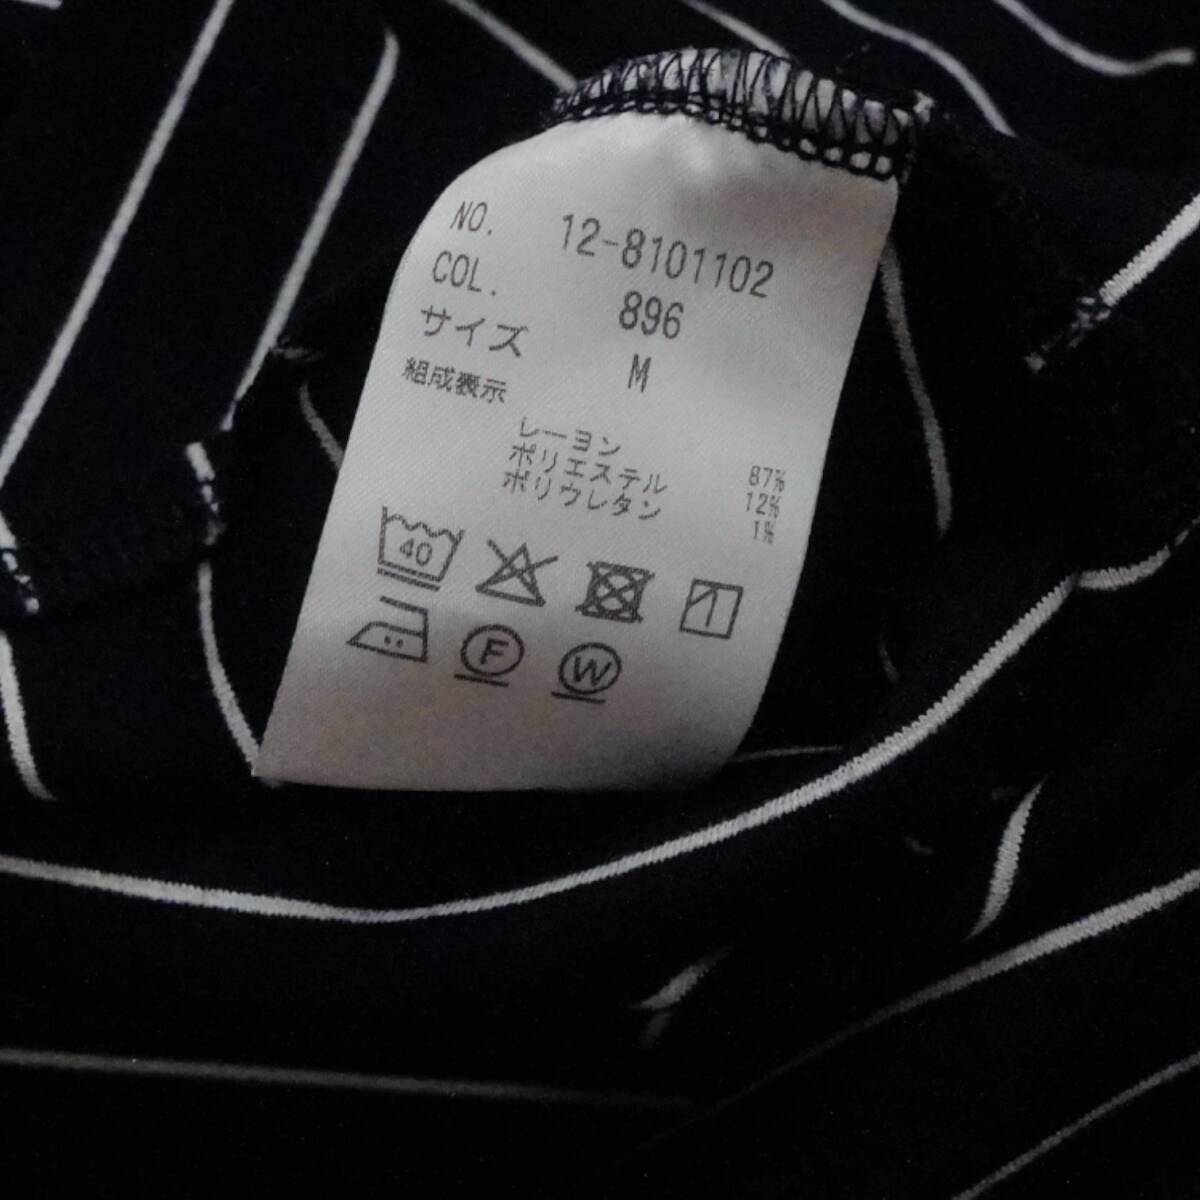 NO. 12-8101102
COL. 896
サイズ M
組成表示
レーヨン 87%
ポリエステル 12%
ポリウレタン 1%
40
F W